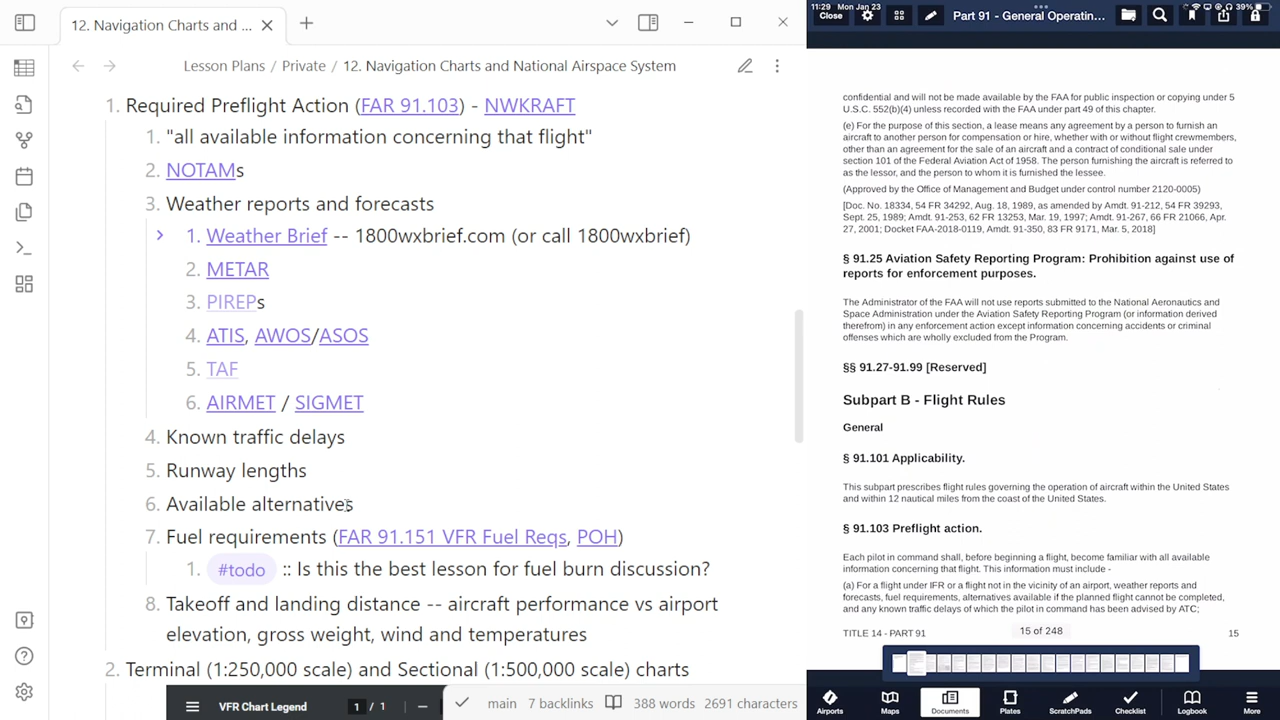 12. Navigation Charts and ...
Lesson Plans / Private / 12. Navigation Charts and National Airspace System
1. Required Preflight Action (FAR 91.103) - NWKRAFT
1. "all available information concerning that flight"
2. NOTAMs
3. Weather reports and forecasts
1. Weather Brief -- 1800wxbrief.com (or call 1800wxbrief)
2. METAR
3. PIREPs
4. ATIS, AWOS/ASOS
5. TAF
6. AIRMET / SIGMET
4. Known traffic delays
5. Runway lengths
6. Available alternatives
7. Fuel requirements (FAR 91.151 VFR Fuel Reqs, POH)
1. #todo :: Is this the best lesson for fuel burn discussion?
8. Takeoff and landing distance -- aircraft performance vs airport
elevation, gross weight, wind and temperatures
2. Terminal (1:250,000 scale) and Sectional (1:500,000 scale) charts
VFR Chart Legend 1 / 1
main 7 backlinks 388 words 2691 characters
11:29 Mon Jan 23 39%
Close Part 91 - General Operatin...
confidential and will not be made available by the FAA for public inspection or copying under 5
U.S.C. 552(b)(4) unless recorded with the FAA under part 49 of this chapter.
(e) For the purpose of this section, a lease means any agreement by a person to furnish an
aircraft to another person for compensation or hire, whether with or without flight crewmembers,
other than an agreement for the sale of an aircraft and a contract of conditional sale under
section 101 of the Federal Aviation Act of 1958. The person furnishing the aircraft is referred to
as the lessor, and the person to whom it is furnished the lessee.
(Approved by the Office of Management and Budget under control number 2120-0005)
[Doc. No. 18334, 54 FR 34292, Aug. 18, 1989, as amended by Amdt. 91-212, 54 FR 39293,
Sept. 25, 1989; Amdt. 91-253, 62 FR 13253, Mar. 19, 1997; Amdt. 91-267, 66 FR 21066, Apr.
27, 2001; Docket FAA-2018-0119, Amdt. 91-350, 83 FR 9171, Mar. 5, 2018]
§ 91.25 Aviation Safety Reporting Program: Prohibition against use of
reports for enforcement purposes.
The Administrator of the FAA will not use reports submitted to the National Aeronautics and
Space Administration under the Aviation Safety Reporting Program (or information derived
therefrom) in any enforcement action except information concerning accidents or criminal
offenses which are wholly excluded from the Program.
§§ 91.27-91.99 [Reserved]
Subpart B - Flight Rules
General
§ 91.101 Applicability.
This subpart prescribes flight rules governing the operation of aircraft within the United States
and within 12 nautical miles from the coast of the United States.
§ 91.103 Preflight action.
Each pilot in command shall, before beginning a flight, become familiar with all available
information concerning that flight. This information must include -
(a) For a flight under IFR or a flight not in the vicinity of an airport, weather reports and
forecasts, fuel requirements, alternatives available if the planned flight cannot be completed,
and any known traffic delays of which the pilot in command has been advised by ATC;
TITLE 14 - PART 91 15 of 248 15
Airports Maps Documents Plates ScratchPads Checklist Logbook More